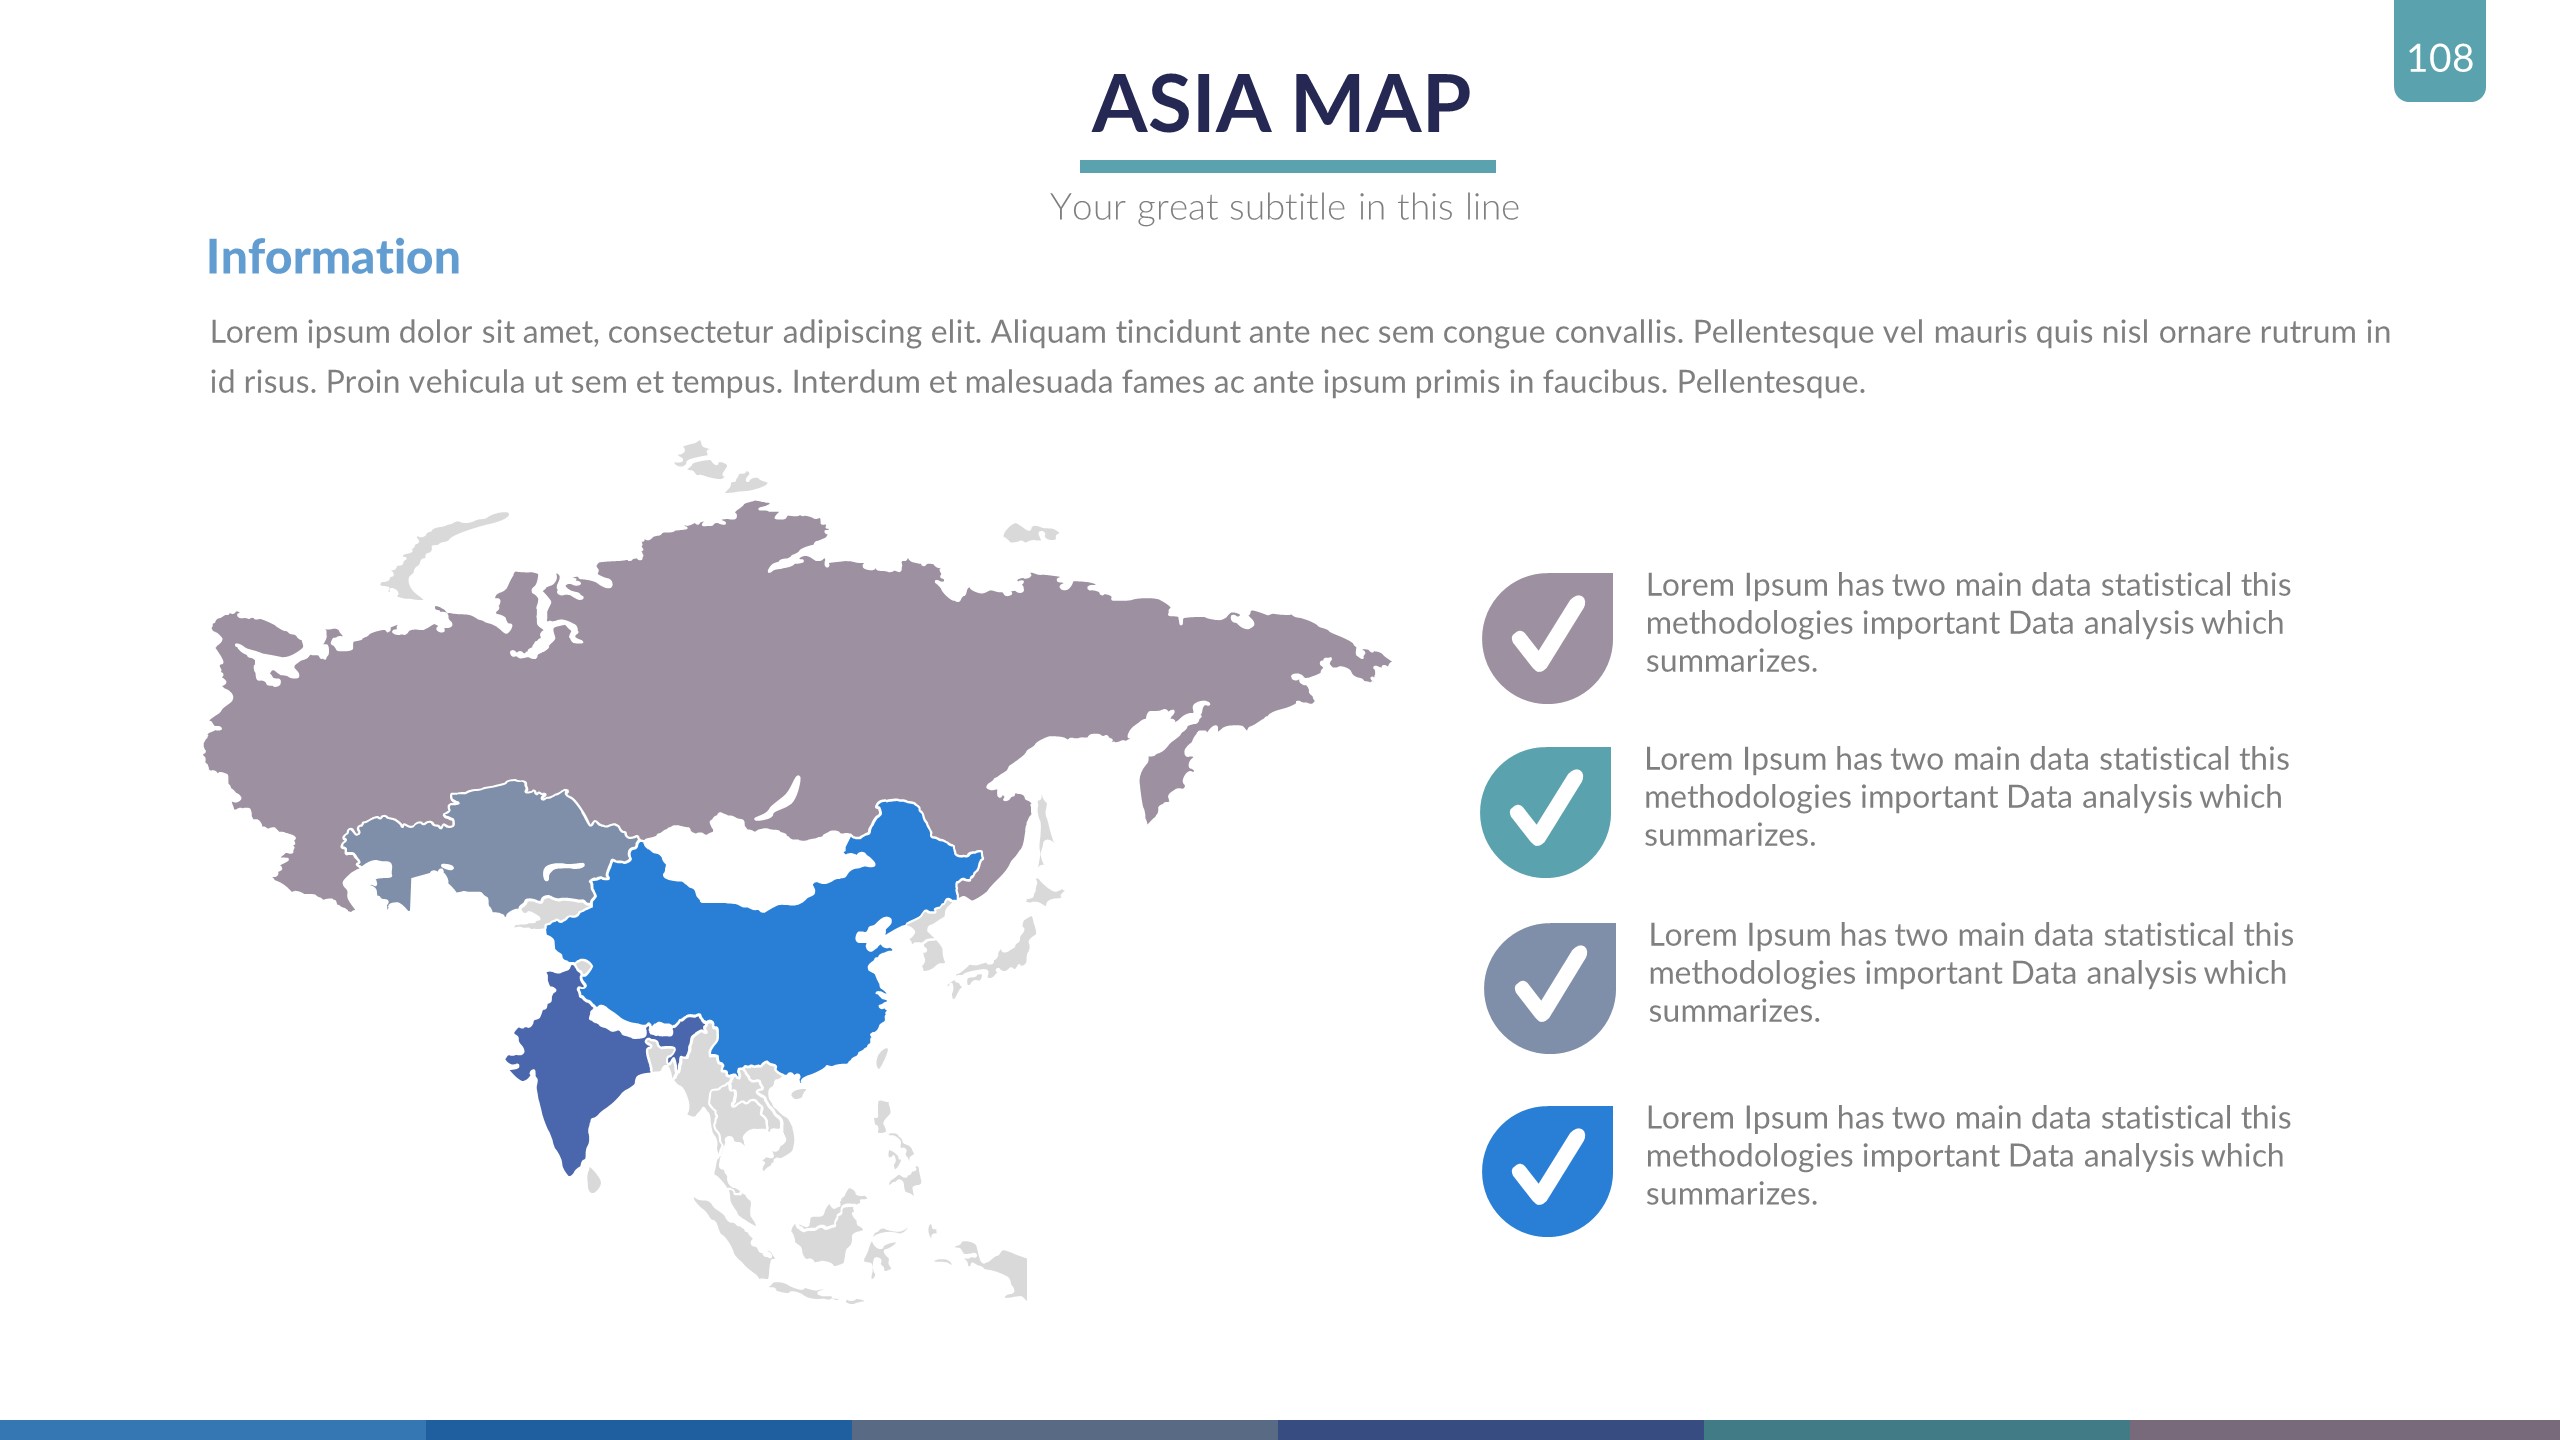 108
ASIA MAP
Your great subtitle in this line
Information
Lorem ipsum dolor sit amet, consectetur adipiscing elit. Aliquam tincidunt ante nec sem congue convallis. Pellentesque vel mauris quis nisl ornare rutrum in
id risus. Proin vehicula ut sem et tempus. Interdum et malesuada fames ac ante ipsum primis in faucibus. Pellentesque.
Lorem Ipsum has two main data statistical this
methodologies important Data analysis which
summarizes.
Lorem Ipsum has two main data statistical this
methodologies important Data analysis which
summarizes.
Lorem Ipsum has two main data statistical this
methodologies important Data analysis which
summarizes.
Lorem Ipsum has two main data statistical this
methodologies important Data analysis which
summarizes.